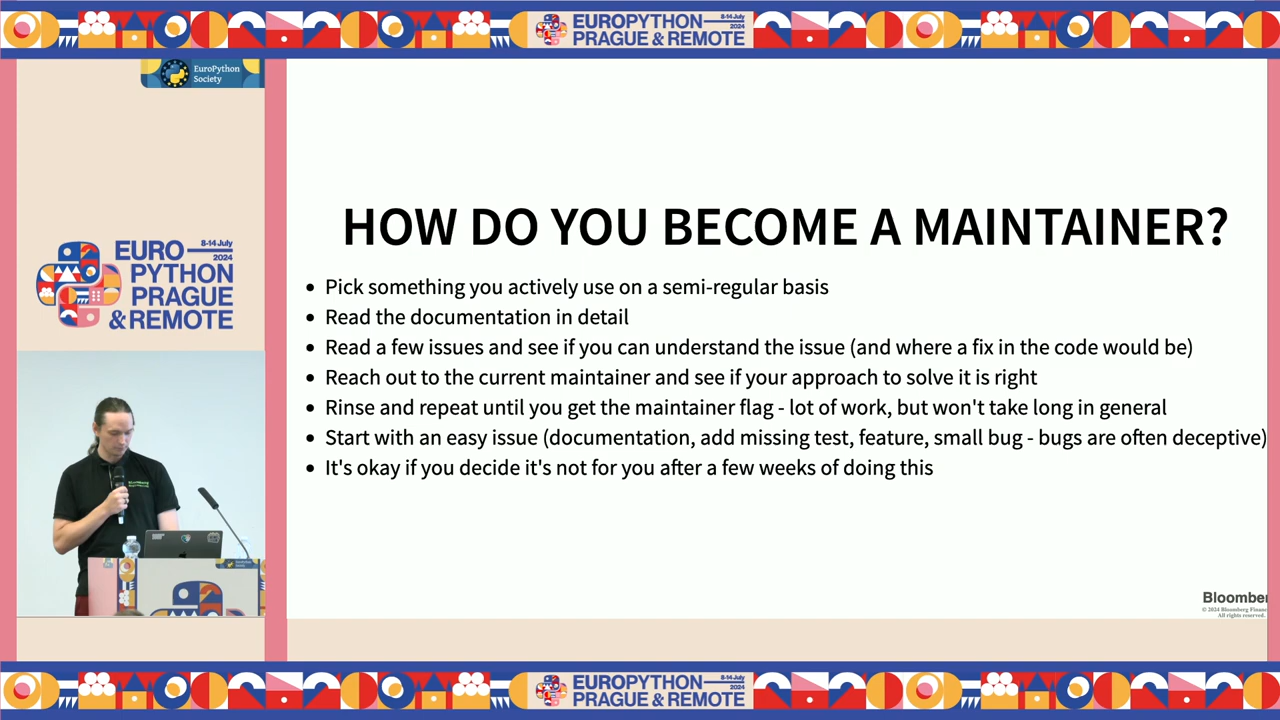 EUROPYTHON
8-14 July
2024
PRAGUE & REMOTE
EuroPython
Society
EURO
8-14 July
2024
PYTHON
PRAGUE
& REMOTE
HOW DO YOU BECOME A MAINTAINER?
• Pick something you actively use on a semi-regular basis
• Read the documentation in detail
• Read a few issues and see if you can understand the issue (and where a fix in the code would be)
• Reach out to the current maintainer and see if your approach to solve it is right
• Rinse and repeat until you get the maintainer flag - lot of work, but won't take long in general
• Start with an easy issue (documentation, add missing test, feature, small bug - bugs are often deceptive)
• It's okay if you decide it's not for you after a few weeks of doing this
Bloomber
© 2024 Bloomberg Financ
All rights reserved.
EUROPYTHON
8-14 July
2024
PRAGUE & REMOTE